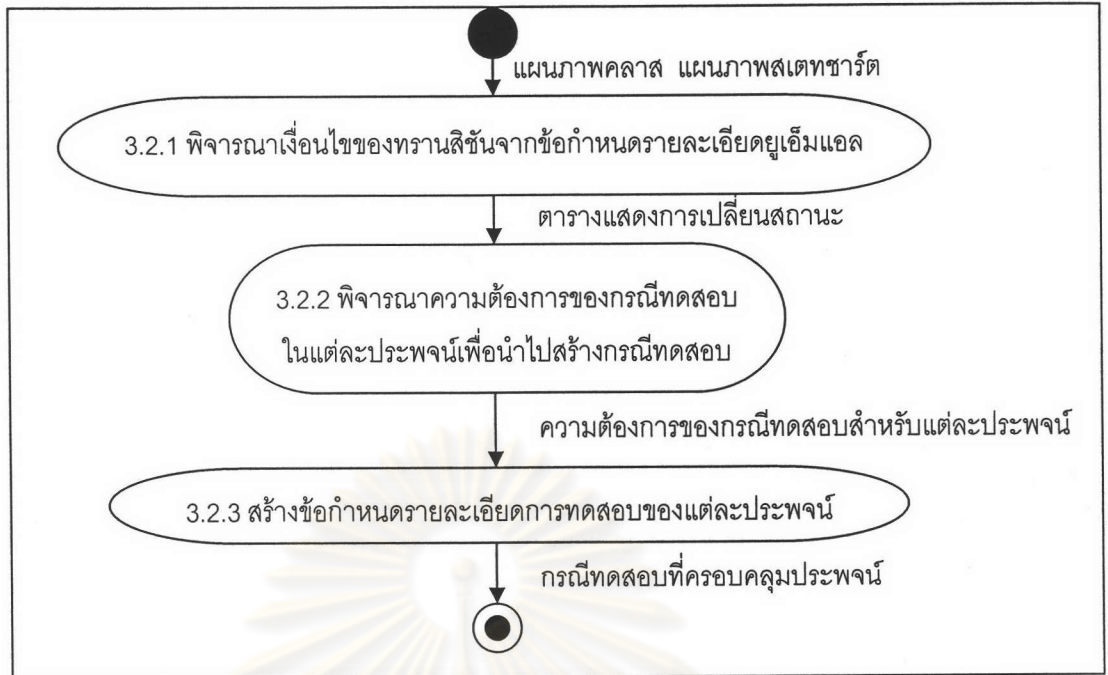 แผนภาพคลาส แผนภาพสเตทชาร์ต
3.2.1 พิจารณาเงื่อนไขของทรานสิชันจากข้อกำหนดรายละเอียดยูเอ็มแอล
ตารางแสดงการเปลี่ยนสถานะ
3.2.2 พิจารณาความต้องการของกรณีทดสอบ
ในแต่ละประพจน์เพื่อนำไปสร้างกรณีทดสอบ
ความต้องการของกรณีทดสอบสำหรับแต่ละประพจน์
3.2.3 สร้างข้อกำหนดรายละเอียดการทดสอบของแต่ละประพจน์
กรณีทดสอบที่ครอบคลุมประพจน์